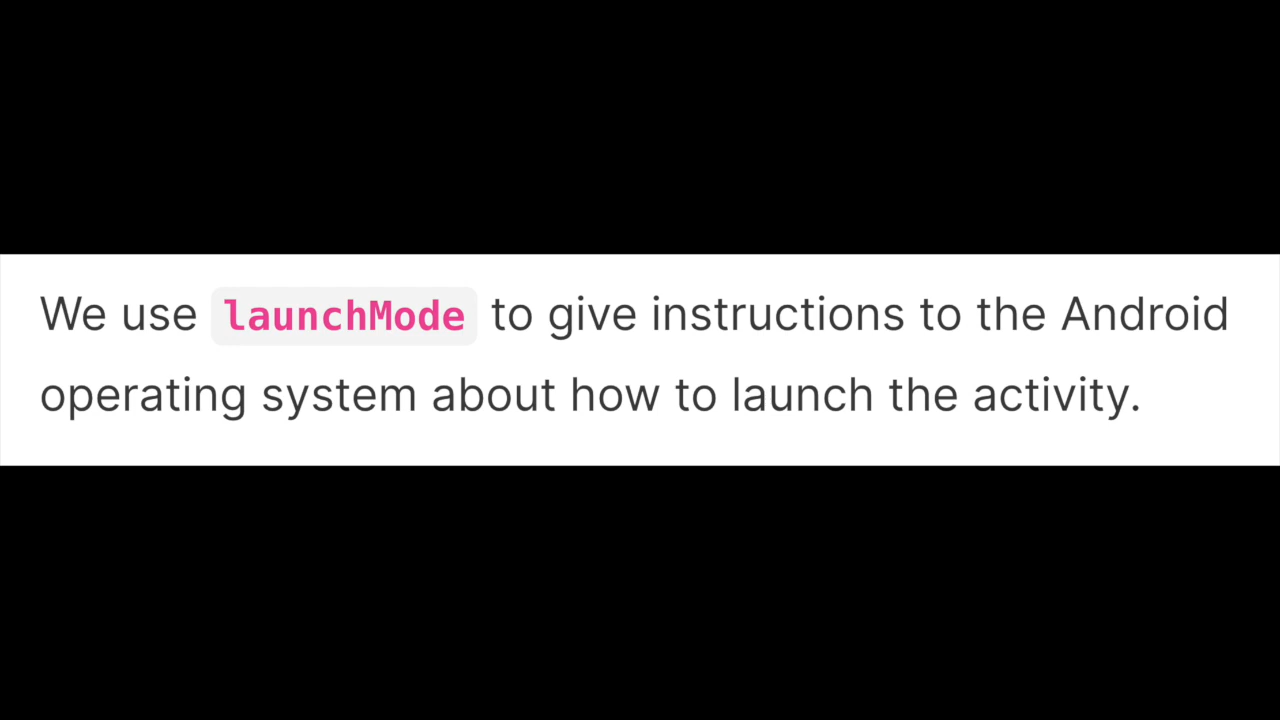 We use launchMode to give instructions to the Android
operating system about how to launch the activity.